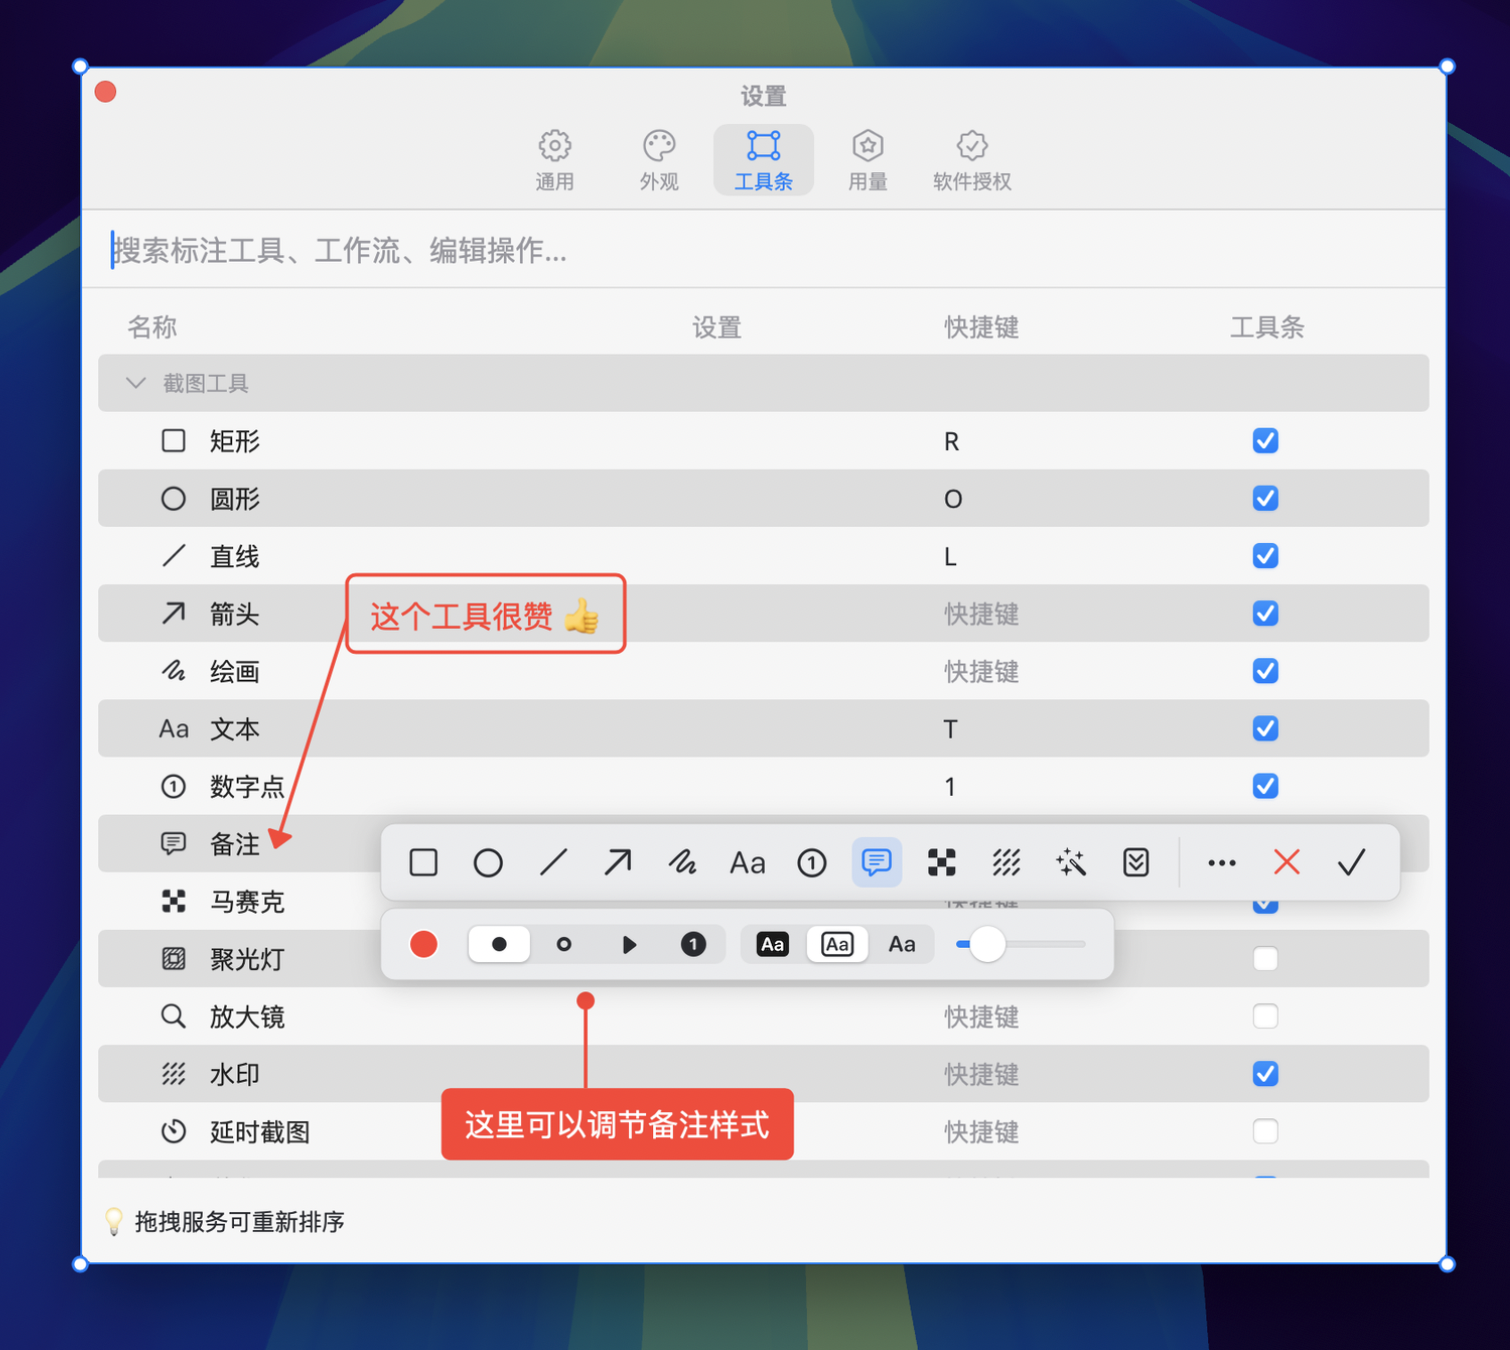 设置
通用 外观 工具条 用量 软件授权
搜索标注工具、工作流、编辑操作...
名称 设置 快捷键 工具条
截图工具
矩形 R
圆形 O
直线 L
箭头 快捷键
这个工具很赞 👍
绘画 快捷键
Aa 文本 T
1 数字点 1
备注
Aa 1
马赛克 快捷键
1 Aa Aa Aa
聚光灯
放大镜 快捷键
水印 快捷键
这里可以调节备注样式
延时截图 快捷键
💡 拖拽服务可重新排序